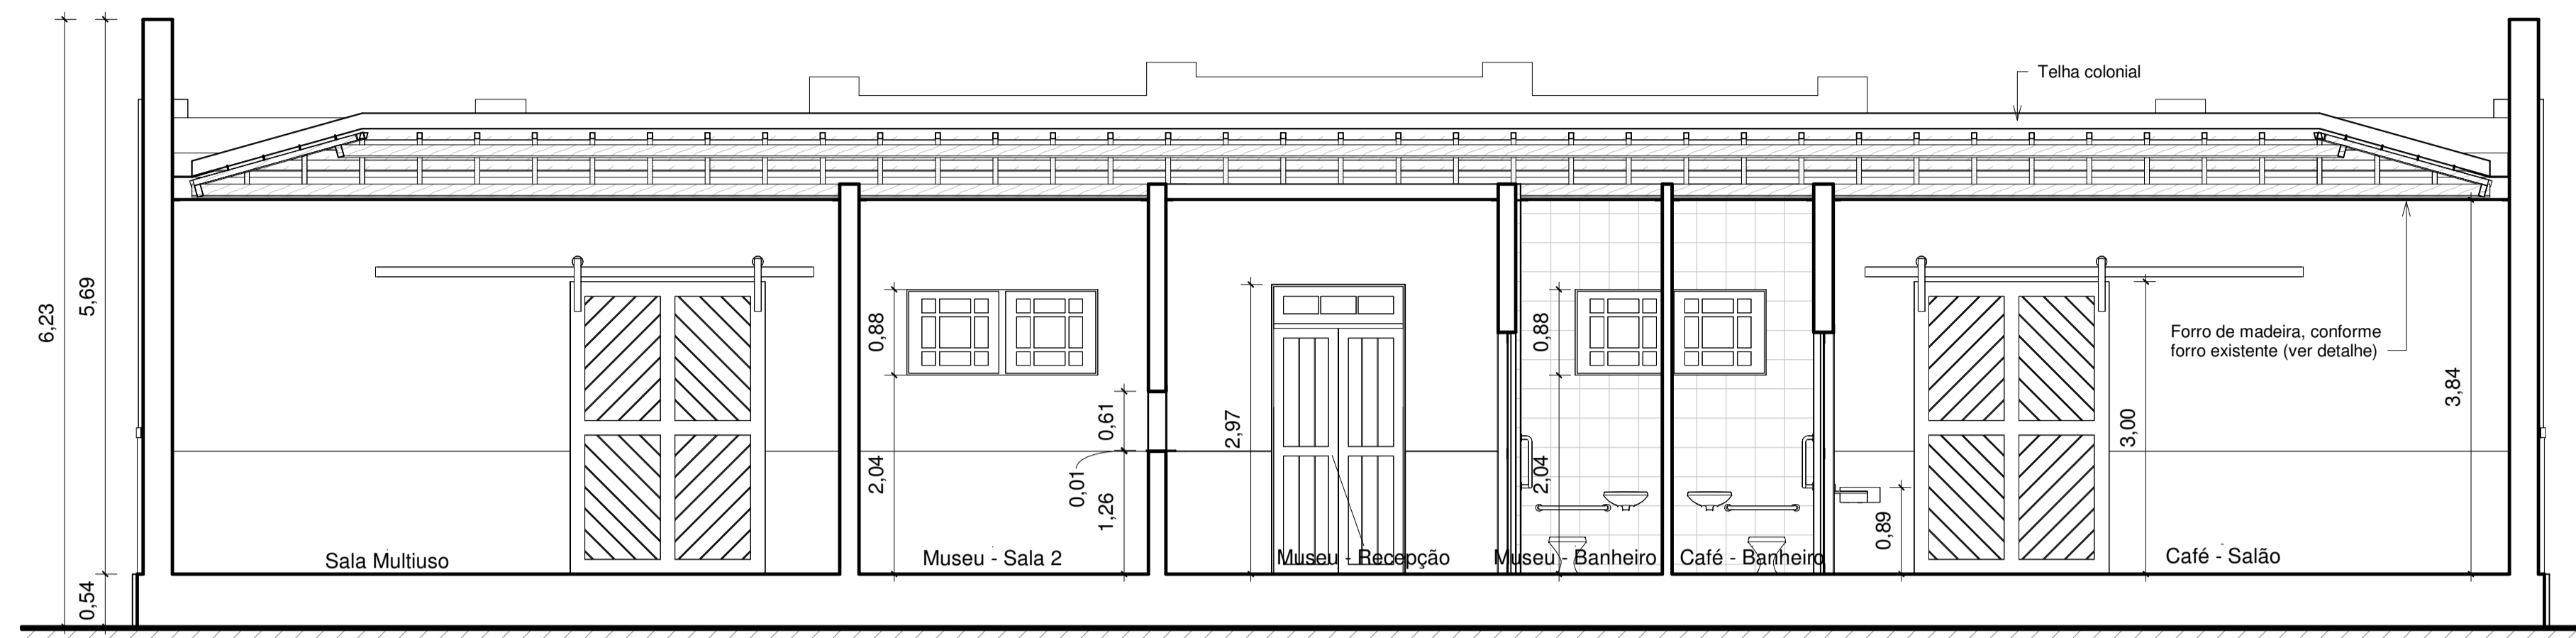 Telha colonial
6,23
5,69
0,54
0,88
2,04
0,61
0,01
1,26
2,97
0,88
2,04
0,89
3,00
3,84
Forro de madeira, conforme
forro existente (ver detalhe)
Sala Multiuso
Museu - Sala 2
Museu - Recepção
Museu - Banheiro
Café - Banheiro
Café - Salão